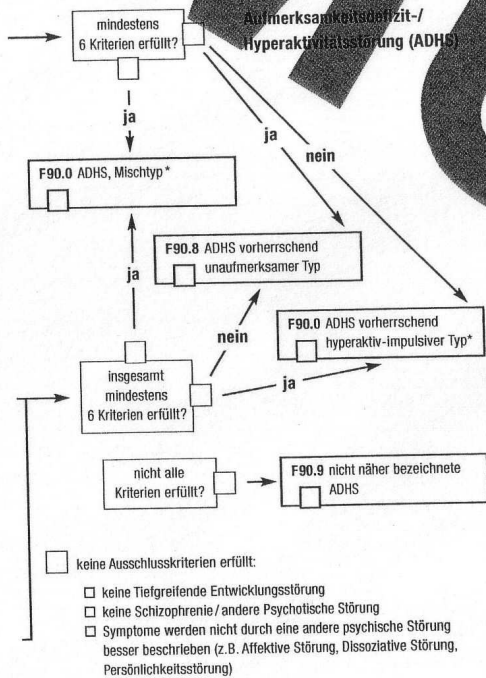 Aufmerksamkeitsdefizit-/
Hyperaktivitätsstörung (ADHS)
mindestens
6 Kriterien erfüllt?
ja
ja
nein
F90.0 ADHS, Mischtyp*
F90.8 ADHS vorherrschend
unaufmerksamer Typ
ja
nein
F90.0 ADHS vorherrschend
hyperaktiv-impulsiver Typ*
insgesamt
mindestens
6 Kriterien erfüllt?
ja
nicht alle
Kriterien erfüllt?
F90.9 nicht näher bezeichnete
ADHS
keine Ausschlusskriterien erfüllt:
keine Tiefgreifende Entwicklungsstörung
keine Schizophrenie/andere Psychotische Störung
Symptome werden nicht durch eine andere psychische Störung
besser beschrieben (z.B. Affektive Störung, Dissoziative Störung,
Persönlichkeitsstörung)